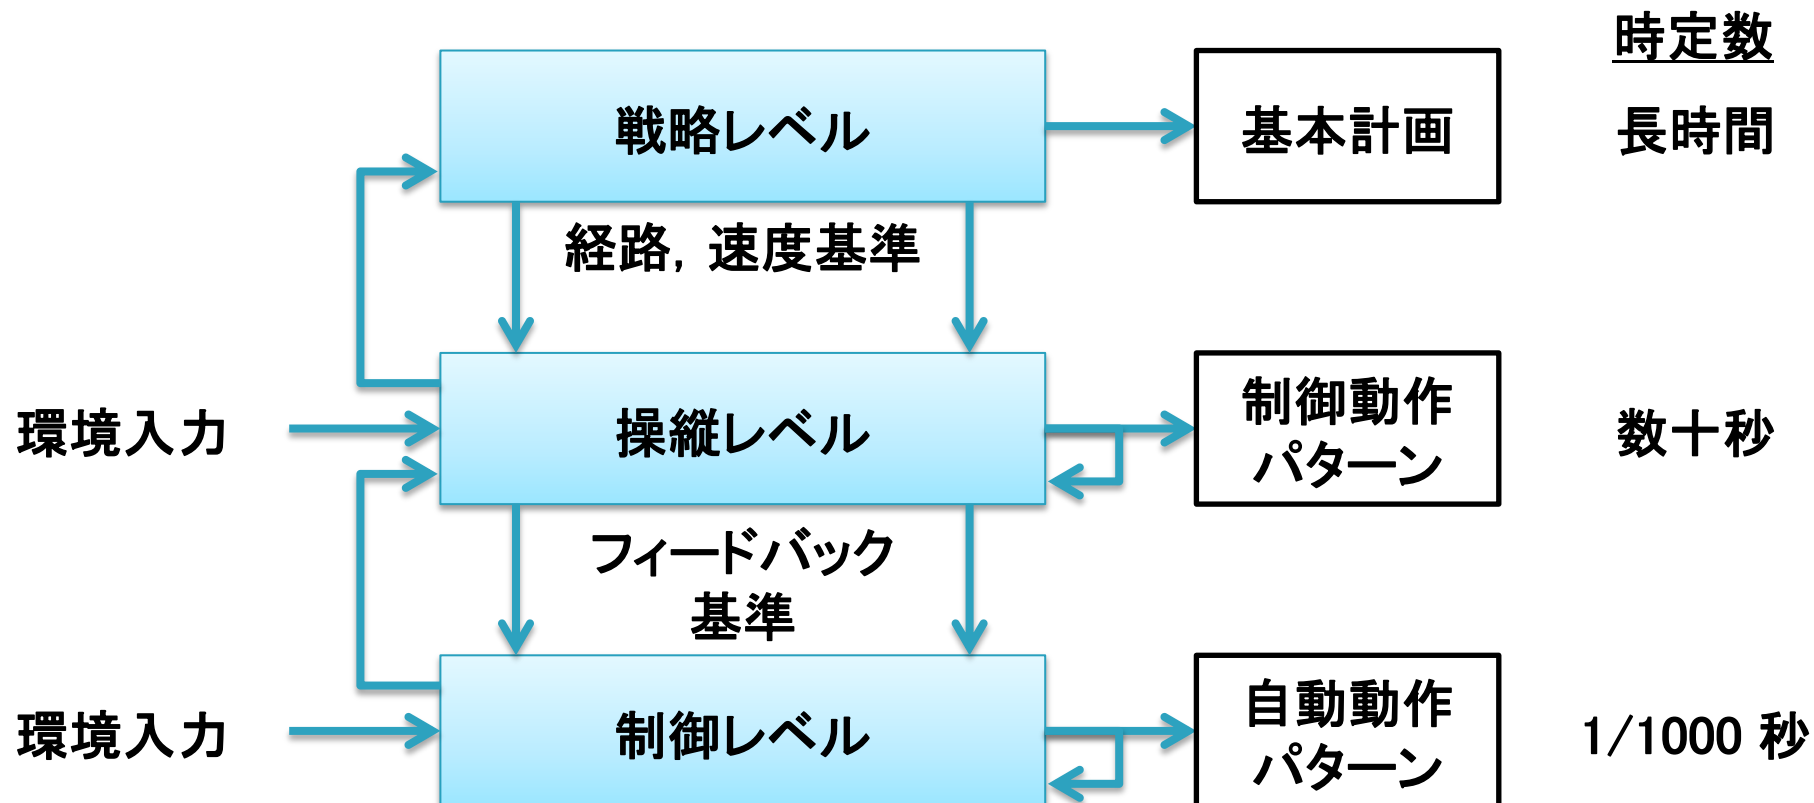 時定数
戦略レベル
基本計画
長時間
経路，速度基準
環境入力
操縦レベル
制御動作
パターン
数十秒
フィードバック
基準
環境入力
制御レベル
自動動作
パターン
1/1000 秒